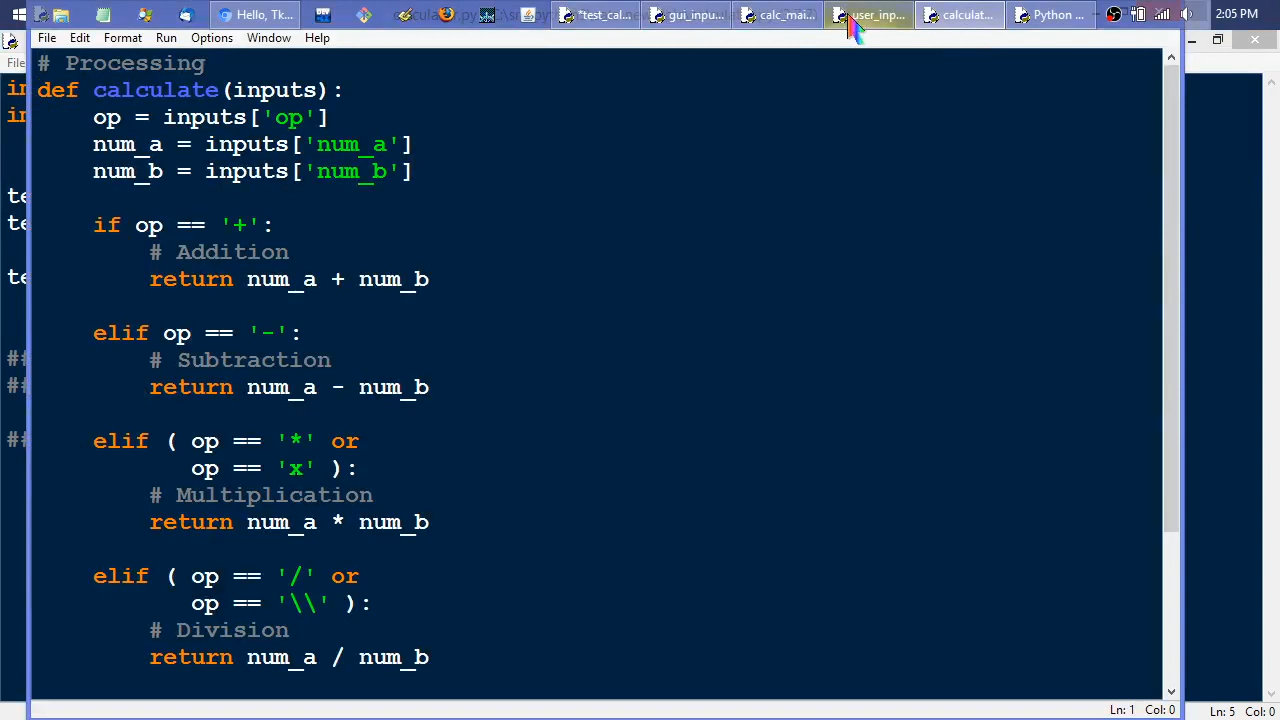 Hello, Tk...
*test_cal...
gui_inpu...
calc_mai...
user_inp...
calculat...
Python ...
2:05 PM
File Edit Format Run Options Window Help
# Processing
def calculate(inputs):
op = inputs['op']
num_a = inputs['num_a']
num_b = inputs['num_b']
if op == '+':
# Addition
return num_a + num_b
elif op == '-':
# Subtraction
return num_a - num_b
elif ( op == '*' or
op == 'x' ):
# Multiplication
return num_a * num_b
elif ( op == '/' or
op == '\\' ):
# Division
return num_a / num_b
Ln: 1 Col: 0
Ln: 5 Col: 0